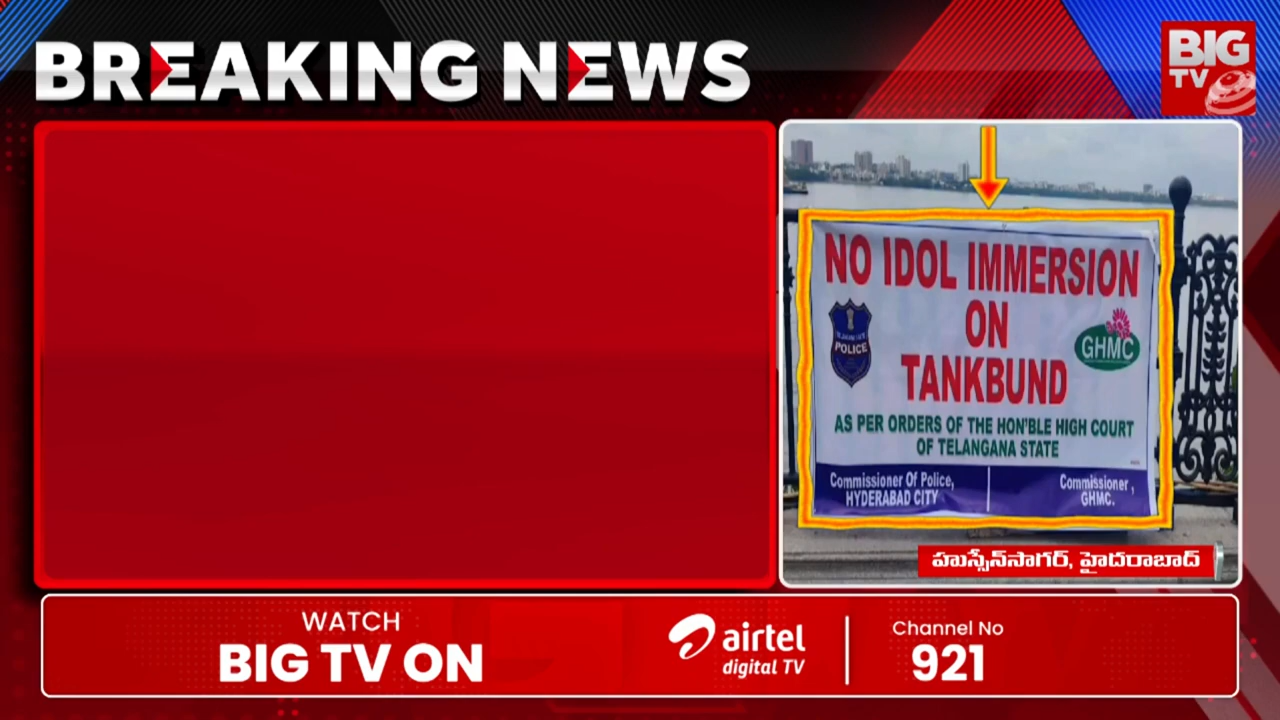 BREAKING NEWS
BIG
TV
NO IDOL IMMERSION
ON
TANKBUND
POLICE
GHMC
AS PER ORDERS OF THE HON'BLE HIGH COURT
OF TELANGANA STATE
Commissioner Of Police,
HYDERABAD CITY
Commissioner ,
GHMC.
హుస్సేన్‌సాగర్, హైదరాబాద్
WATCH
BIG TV ON
airtel
digital TV
Channel No
921